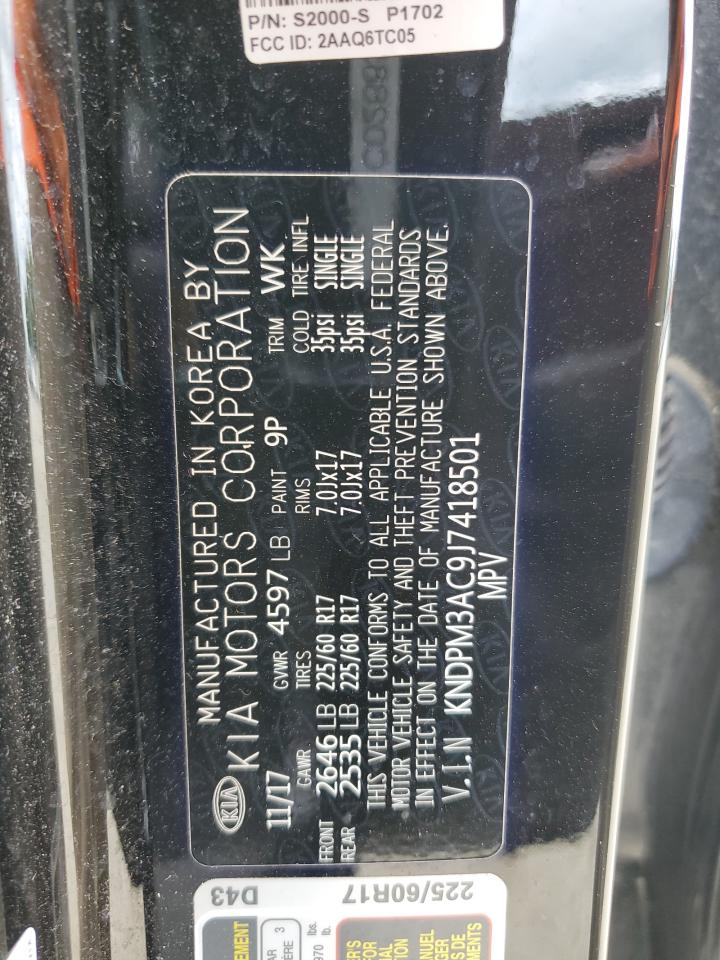 P/N: S2000-S P1702
FCC ID: 2AAQ6TC05
MANUFACTURED IN KOREA BY
KIA KIA MOTORS CORPORATION
11/17 GVWR 4597 LB PAINT 9P TRIM WK
GAWR TIRES RIMS COLD TIRE INFL
FRONT 2646 LB 225/60 R17 7.0Jx17 35psi SINGLE
REAR 2535 LB 225/60 R17 7.0Jx17 35psi SINGLE
THIS VEHICLE CONFORMS TO ALL APPLICABLE U.S.A. FEDERAL
MOTOR VEHICLE SAFETY AND THEFT PREVENTION STANDARDS
IN EFFECT ON THE DATE OF MANUFACTURE SHOWN ABOVE.
V.I.N KNDPM3AC9J7418501
MPV
D43
225/60R17